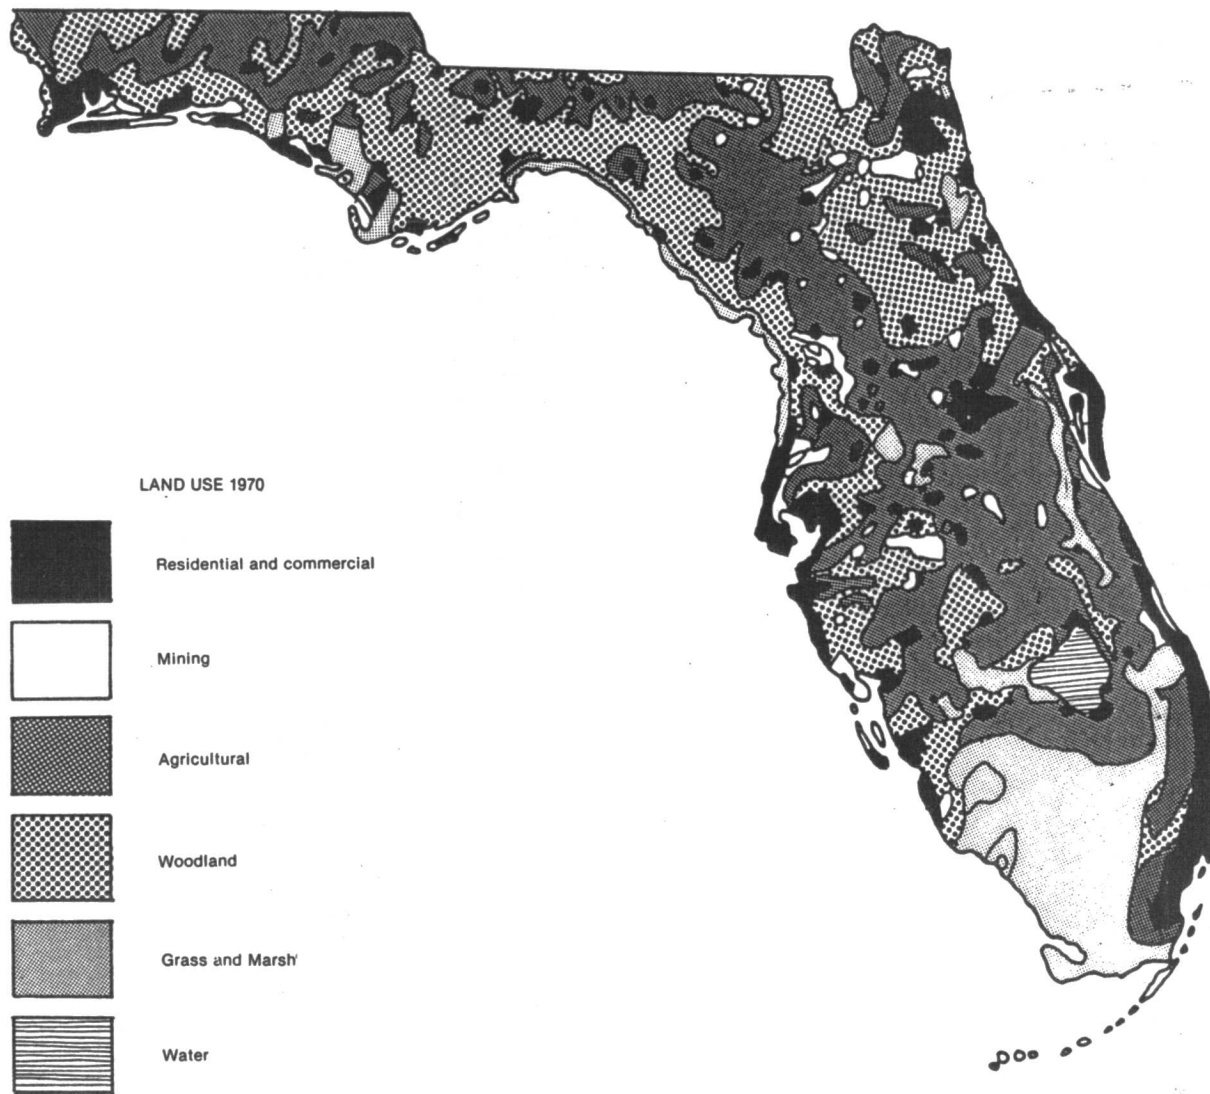 LAND USE 1970
Residential and commercial
Mining
Agricultural
Woodland
Grass and Marsh
Water